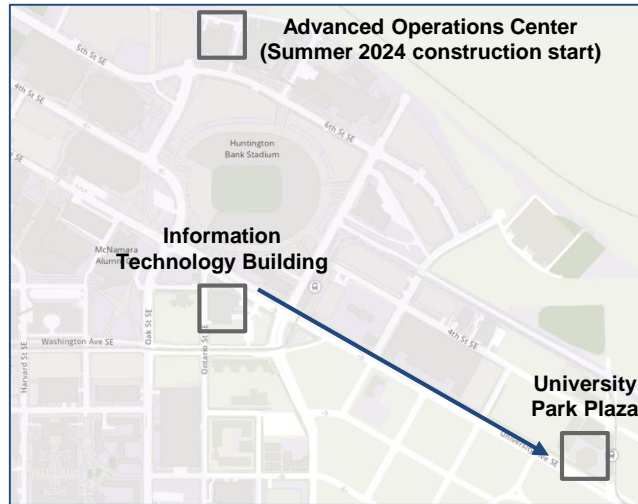 Advanced Operations Center
(Summer 2024 construction start)
5th St SE
4th St SE
6th St SE
Huntington
Bank Stadium
SE
Information
Technology Building
McNamara
Washington Ave SE
Harvard St SE
Oak St SE
Ontario St
4th St SE
University
Park Plaza
University Ave SE